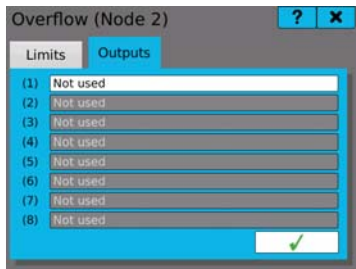 Overflow (Node 2) ? ×
Limits Outputs
(1) Not used
(2) Not used
(3) Not used
(4) Not used
(5) Not used
(6) Not used
(7) Not used
(8) Not used